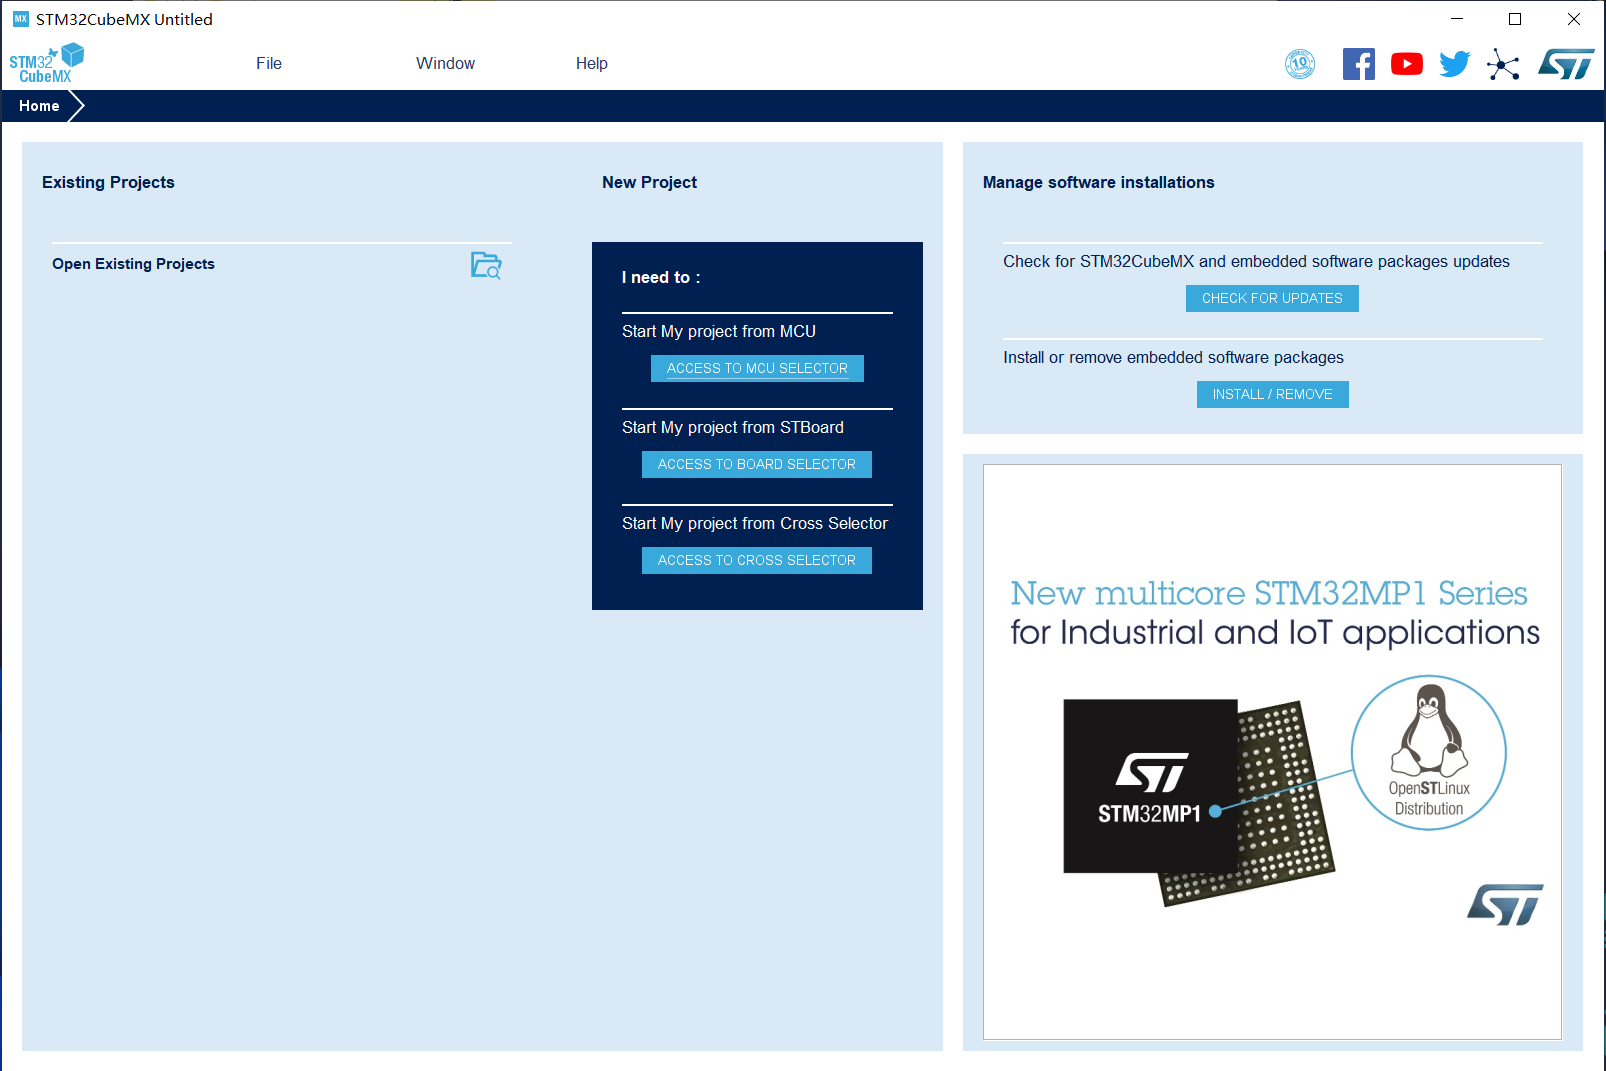 MX STM32CubeMX Untitled
STM32
CubeMX
File
Window
Help
10
Home
Existing Projects
Open Existing Projects
New Project
I need to :
Start My project from MCU
ACCESS TO MCU SELECTOR
Start My project from STBoard
ACCESS TO BOARD SELECTOR
Start My project from Cross Selector
ACCESS TO CROSS SELECTOR
Manage software installations
Check for STM32CubeMX and embedded software packages updates
CHECK FOR UPDATES
Install or remove embedded software packages
INSTALL / REMOVE
New multicore STM32MP1 Series
for Industrial and IoT applications
ST
STM32MP1
OpenSTLinux
Distribution
ST